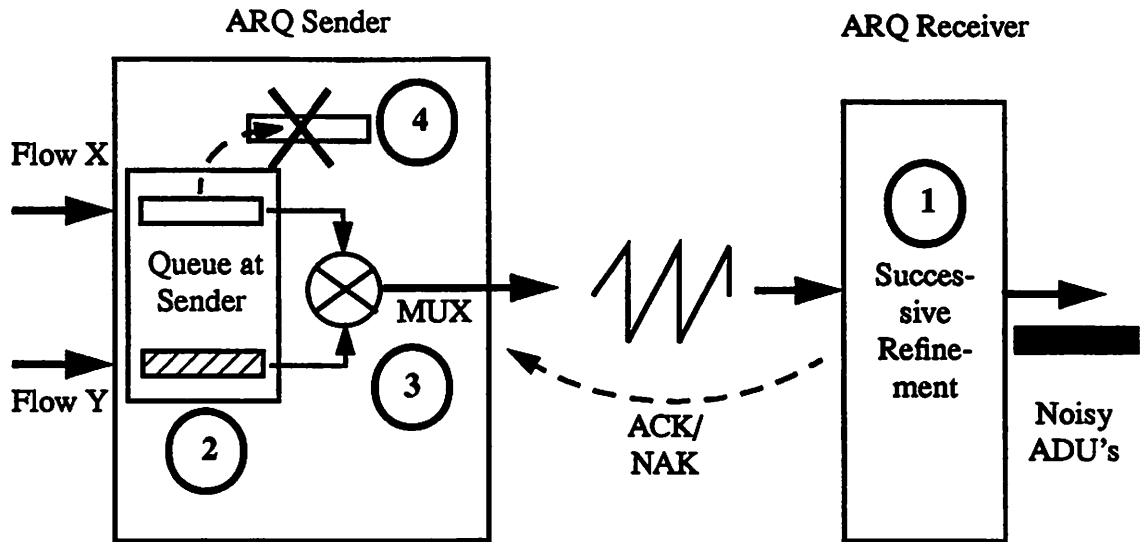 ARQ Sender
ARQ Receiver
4
Flow X
1
Queue at
Sender
MUX
Succes-
sive
Refine-
ment
Flow Y
3
2
ACK/
NAK
Noisy
ADU's